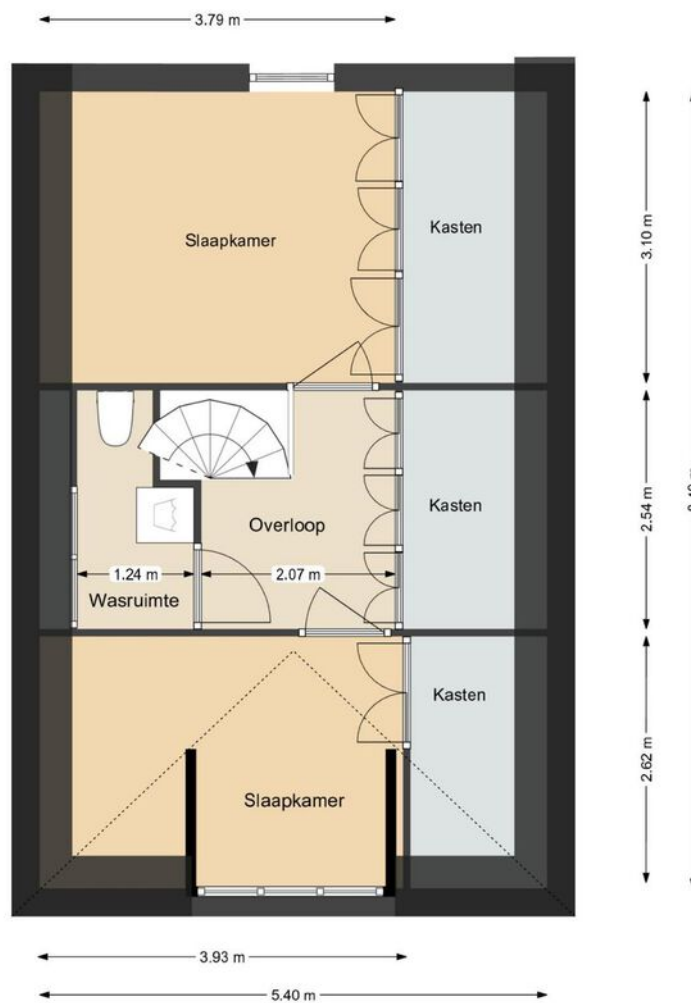 3.79 m
Slaapkamer
Kasten
3.10 m
Kasten
2.54 m
Overloop
1.24 m
2.07 m
Wasruimte
Kasten
2.62 m
Slaapkamer
3.93 m
5.40 m